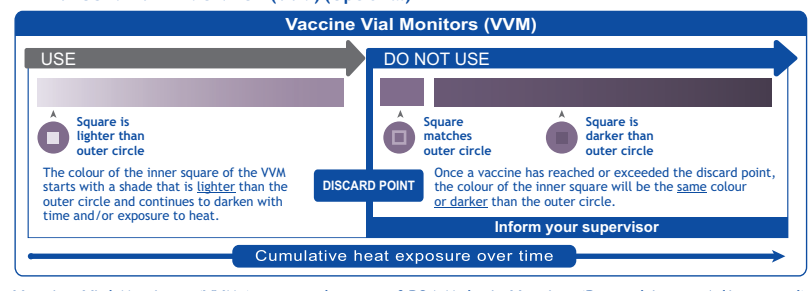 Vaccine Vial Monitors (VVM)
USE
DO NOT USE
Square is
lighter than
outer circle
Square
matches
outer circle
Square is
darker than
outer circle
The colour of the inner square of the VVM
starts with a shade that is lighter than the
outer circle and continues to darken with
time and/or exposure to heat.
DISCARD POINT
Once a vaccine has reached or exceeded the discard point,
the colour of the inner square will be the same colour
or darker than the outer circle.
Inform your supervisor
Cumulative heat exposure over time